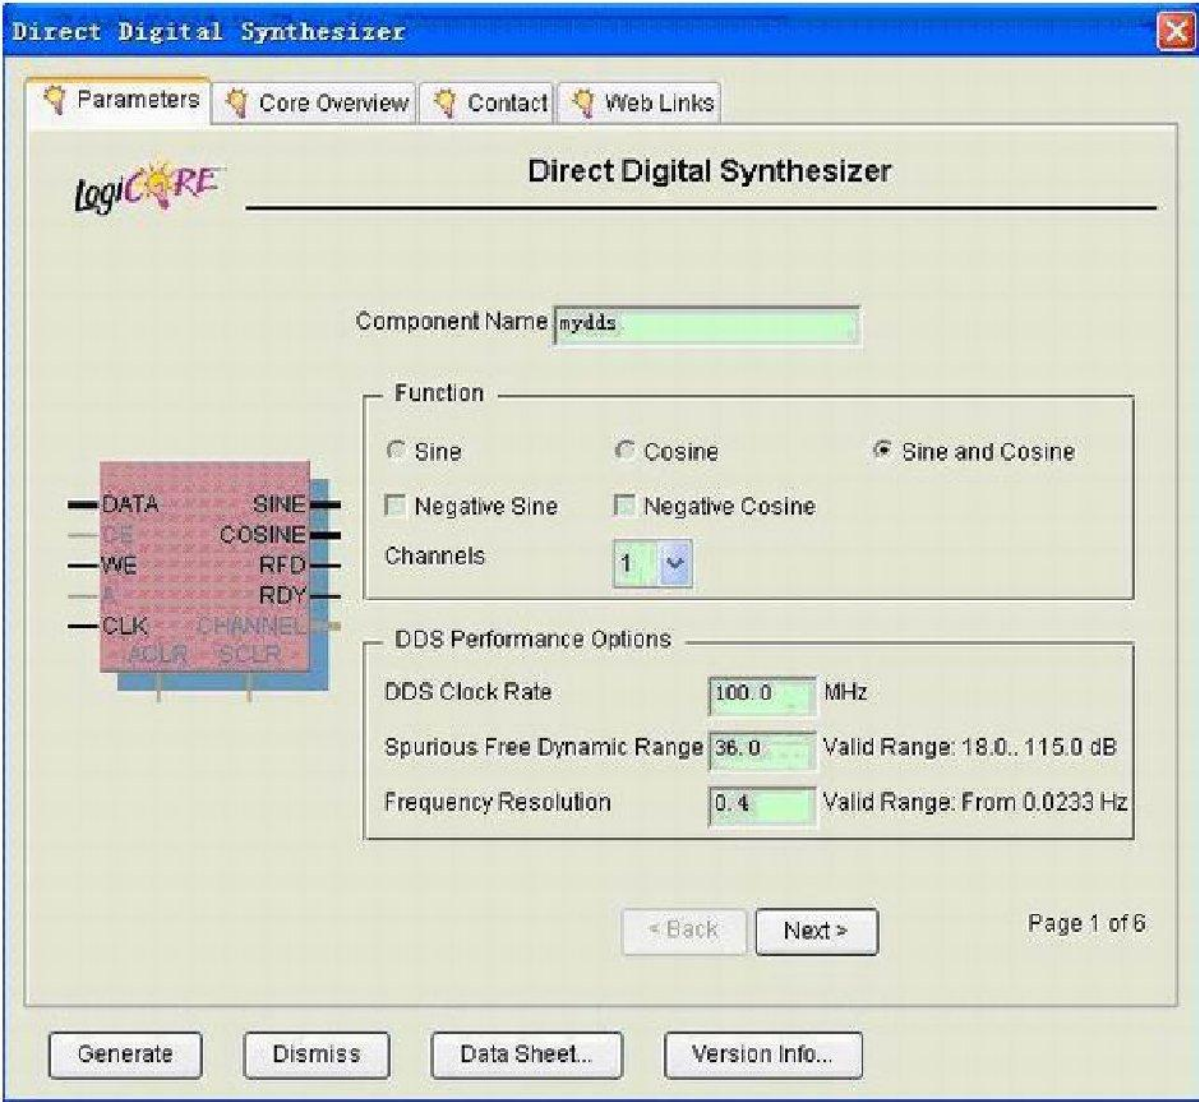 Direct Digital Synthesizer
Parameters Core Overview Contact Web Links
LogiCORE Direct Digital Synthesizer
Component Name mydds
Function
Sine Cosine Sine and Cosine
Negative Sine Negative Cosine
Channels 1
DATA SINE
CE COSINE
WE RFD
A RDY
CLK CHANNEL
ACLR SCLR
DDS Performance Options
DDS Clock Rate 100.0 MHz
Spurious Free Dynamic Range 36.0 Valid Range: 18.0.. 115.0 dB
Frequency Resolution 0.4 Valid Range: From 0.0233 Hz
< Back Next > Page 1 of 6
Generate Dismiss Data Sheet... Version Info...